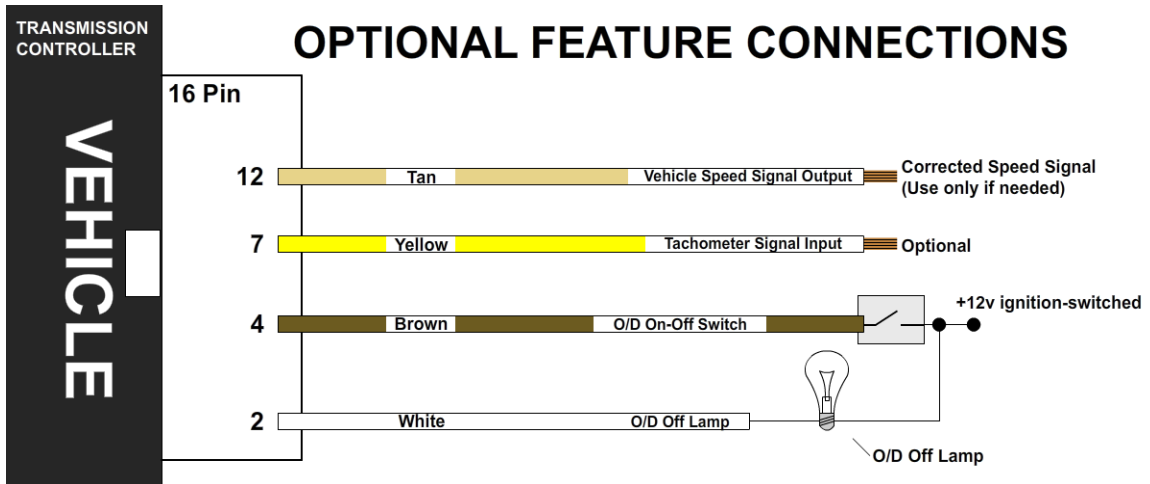 TRANSMISSION
CONTROLLER
OPTIONAL FEATURE CONNECTIONS
VEHICLE
16 Pin
12 Tan Vehicle Speed Signal Output Corrected Speed Signal
(Use only if needed)
7 Yellow Tachometer Signal Input Optional
+12v ignition-switched
4 Brown O/D On-Off Switch
2 White O/D Off Lamp
O/D Off Lamp